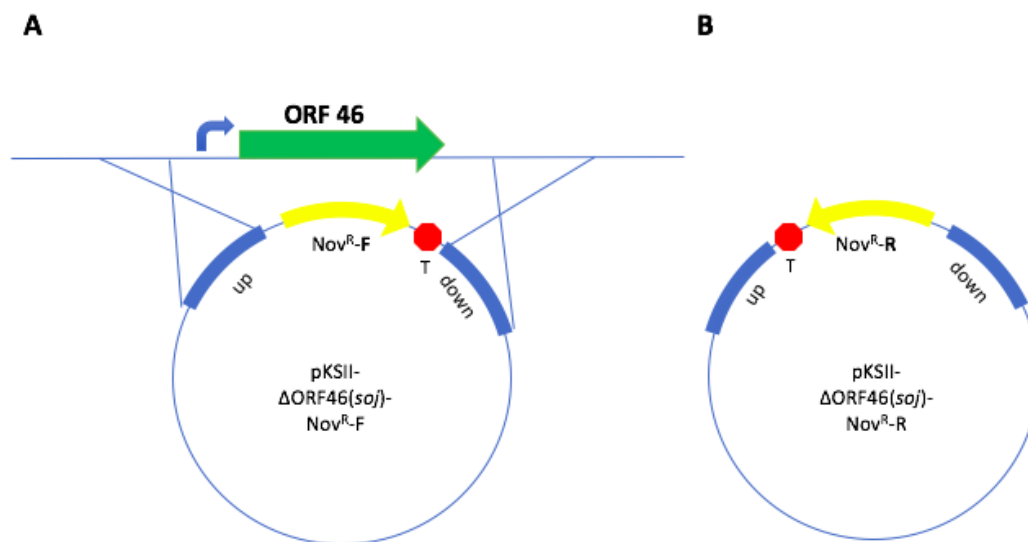 A
B
ORF 46
Nov^R-F
T
up
down
pKSII-
ΔORF46(soj)-
Nov^R-F
T
Nov^R-R
up
down
pKSII-
ΔORF46(soj)-
Nov^R-R